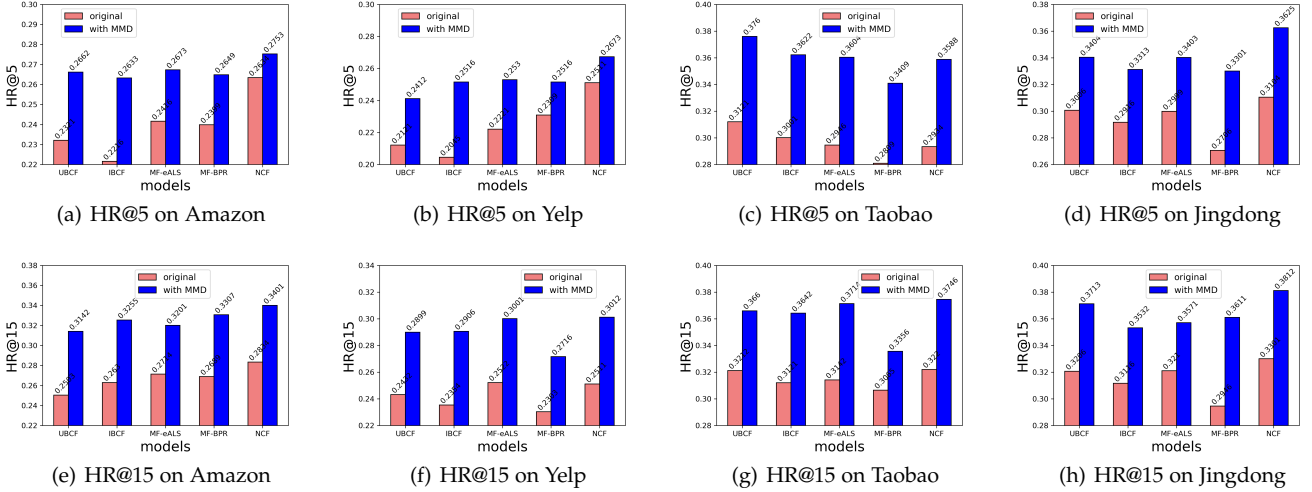 0.30
0.29
0.28
0.27
0.26
0.25
0.24
0.23
0.22
HR@5
original
with MMD
0.2662
0.2633
0.2673
0.2649
0.2753
UBCF IBCF MF-eALS MF-BPR NCF
models
(a) HR@5 on Amazon
0.30
0.28
0.26
0.24
0.22
0.20
HR@5
original
with MMD
0.2412
0.2516
0.253
0.2516
0.2673
UBCF IBCF MF-eALS MF-BPR NCF
models
(b) HR@5 on Yelp
0.40
0.38
0.36
0.34
0.32
0.30
0.28
HR@5
original
with MMD
0.376
0.3622
0.3604
0.3409
0.3588
UBCF IBCF MF-eALS MF-BPR NCF
models
(c) HR@5 on Taobao
0.38
0.36
0.34
0.32
0.30
0.28
0.26
HR@5
original
with MMD
0.3404
0.3313
0.3403
0.3301
0.3625
UBCF IBCF MF-eALS MF-BPR NCF
models
(d) HR@5 on Jingdong
0.38
0.36
0.34
0.32
0.30
0.28
0.26
0.24
0.22
HR@15
original
with MMD
0.3142
0.3255
0.3201
0.3307
0.3401
UBCF IBCF MF-eALS MF-BPR NCF
models
(e) HR@15 on Amazon
0.34
0.32
0.30
0.28
0.26
0.24
0.22
HR@15
original
with MMD
0.2899
0.2906
0.3001
0.2716
0.3012
UBCF IBCF MF-eALS MF-BPR NCF
models
(f) HR@15 on Yelp
0.40
0.38
0.36
0.34
0.32
0.30
0.28
HR@15
original
with MMD
0.366
0.3642
0.3356
0.3746
UBCF IBCF MF-eALS MF-BPR NCF
models
(g) HR@15 on Taobao
0.40
0.38
0.36
0.34
0.32
0.30
0.28
HR@15
original
with MMD
0.3713
0.3532
0.3571
0.3611
0.3812
UBCF IBCF MF-eALS MF-BPR NCF
models
(h) HR@15 on Jingdong